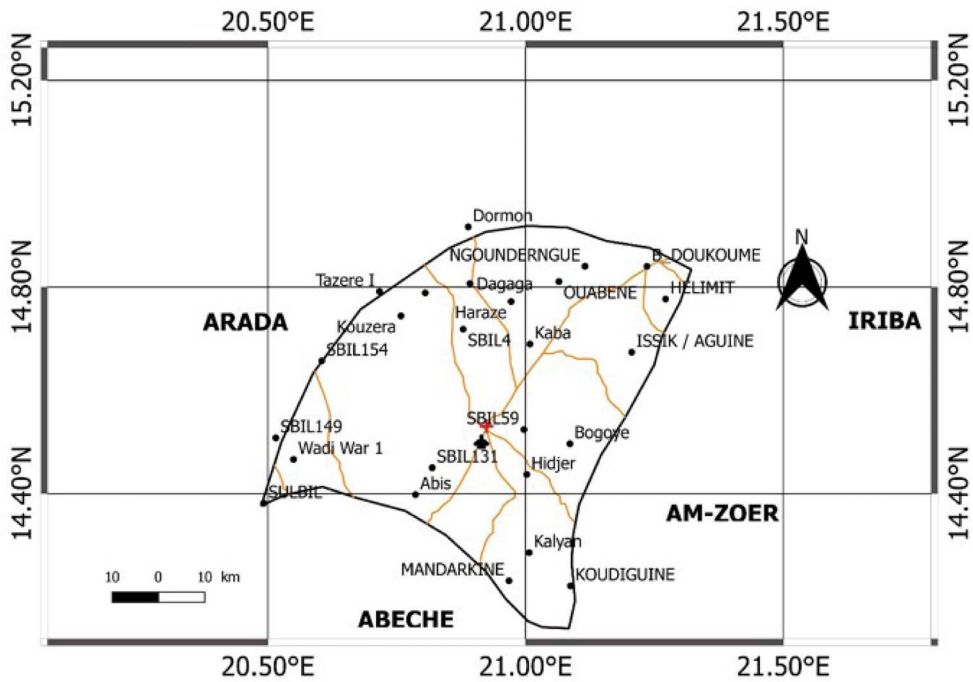 20.50°E 21.00°E 21.50°E
15.20°N 15.20°N
Dormon
N
NGOUNDERNGUE B_DOUKOUME
Tazere I Dagaga OUABENE HELIMIT
14.80°N 14.80°N
ARADA Kouzera Haraze IRIBA
SBIL154 SBIL4 Kaba ISSIK / AGUINE
SBIL149 SBIL59
Wadi War 1 SBIL131 Hidjer Bogoye
SULBIL Abis
14.40°N 14.40°N
AM-ZOER
Kalyan
MANDARKINE KOUDIGUINE
10 0 10 km
ABECHE
20.50°E 21.00°E 21.50°E